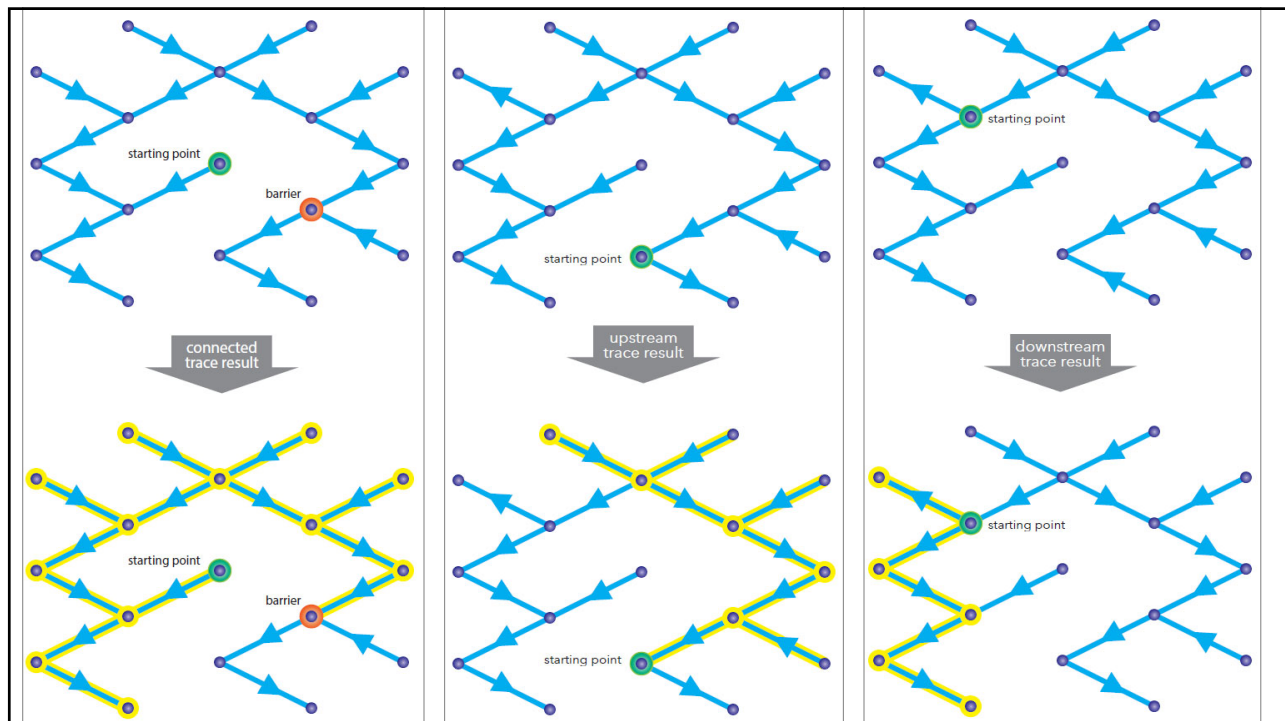 starting point
barrier
connected
trace result
starting point
barrier
starting point
upstream
trace result
starting point
starting point
downstream
trace result
starting point